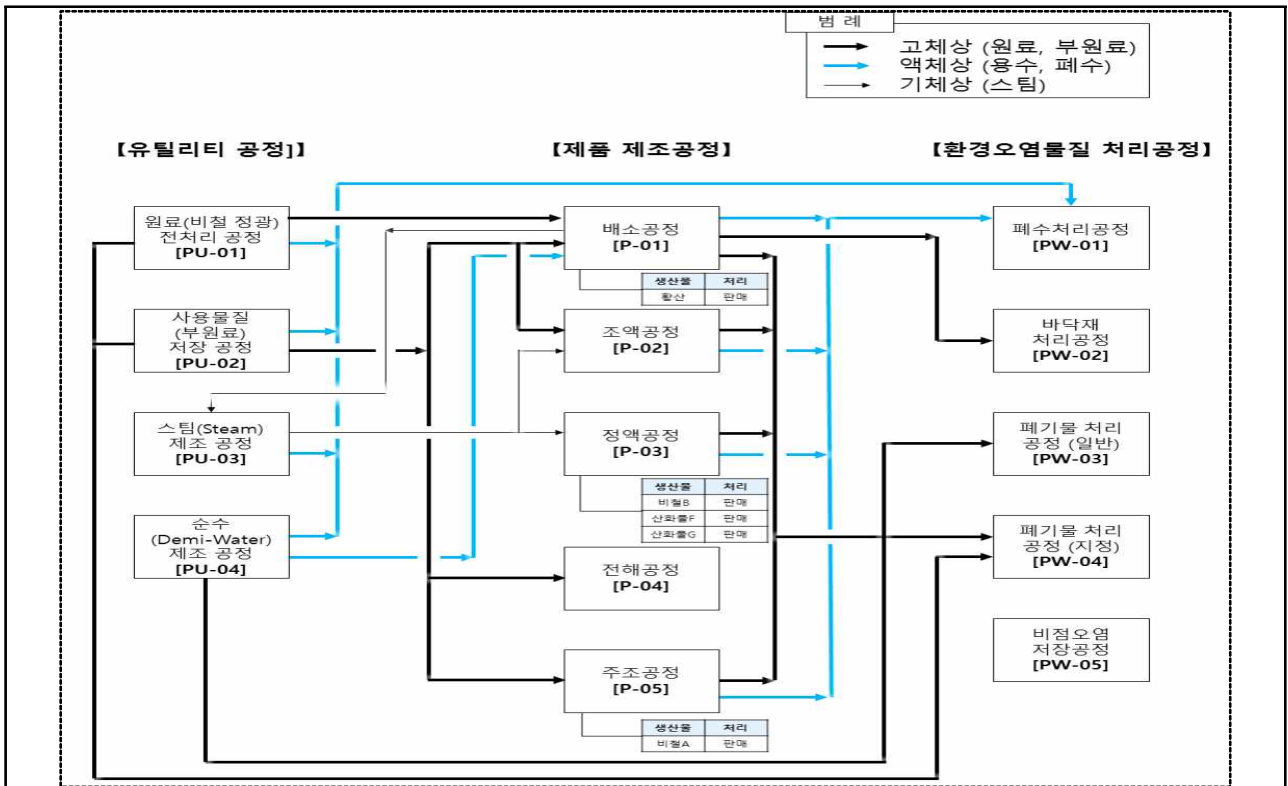 범 례
고체상 (원료, 부원료)
액체상 (용수, 폐수)
기체상 (스팀)
【유틸리티 공정]】
【제품 제조공정】
【환경오염물질 처리공정】
원료(비철 정광)
전처리 공정
[PU-01]
사용물질
(부원료)
저장 공정
[PU-02]
스팀(Steam)
제조 공정
[PU-03]
순수
(Demi-Water)
제조 공정
[PU-04]
배소공정
[P-01]
생산물 처리
황산 판매
조액공정
[P-02]
정액공정
[P-03]
생산물 처리
비철B 판매
산화물F 판매
산화물G 판매
전해공정
[P-04]
주조공정
[P-05]
생산물 처리
비철A 판매
폐수처리공정
[PW-01]
바닥재
처리공정
[PW-02]
폐기물 처리
공정 (일반)
[PW-03]
폐기물 처리
공정 (지정)
[PW-04]
비점오염
저장공정
[PW-05]